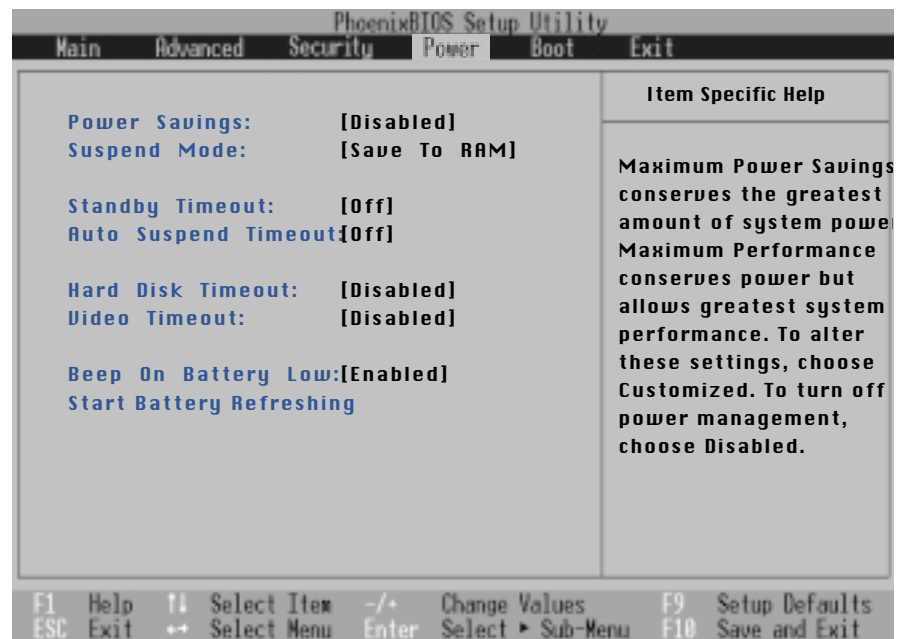 PhoenixBIOS Setup Utility
Main Advanced Security Power Boot Exit
Item Specific Help
Power Savings: [Disabled]
Suspend Mode: [Save To RAM]
Standby Timeout: [Off]
Auto Suspend Timeout:[Off]
Hard Disk Timeout: [Disabled]
Video Timeout: [Disabled]
Beep On Battery Low:[Enabled]
Start Battery Refreshing
Maximum Power Savings
conserves the greatest
amount of system power
Maximum Performance
conserves power but
allows greatest system
performance. To alter
these settings, choose
Customized. To turn off
power management,
choose Disabled.
F1 Help ↑↓ Select Item -/+ Change Values F9 Setup Defaults
ESC Exit ↔ Select Menu Enter Select ▸ Sub-Menu F10 Save and Exit